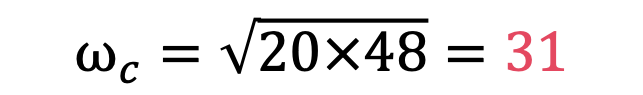 ω_c = √20×48 = 31